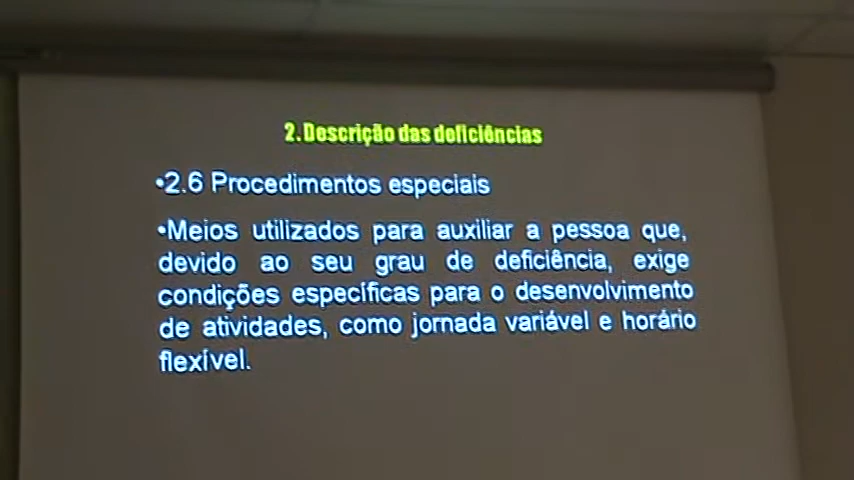 2. Descrição das deficiências
•2.6 Procedimentos especiais
•Meios utilizados para auxiliar a pessoa que,
devido ao seu grau de deficiência, exige
condições específicas para o desenvolvimento
de atividades, como jornada variável e horário
flexível.